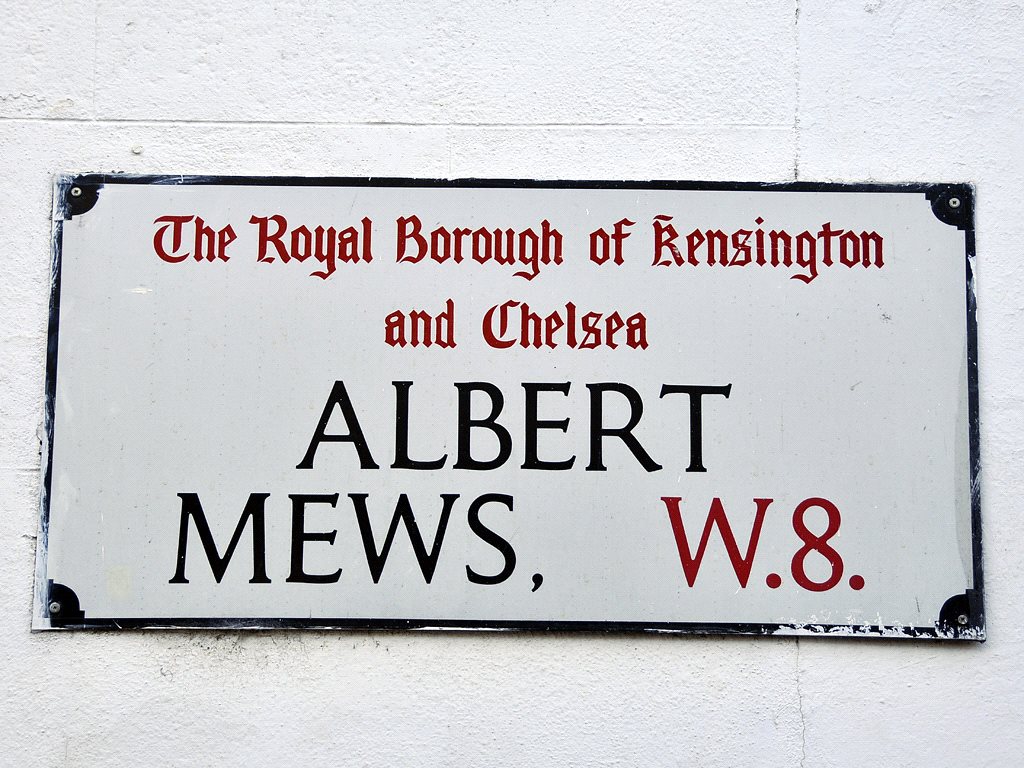 The Royal Borough of Kensington
and Chelsea
ALBERT
MEWS, W.8.